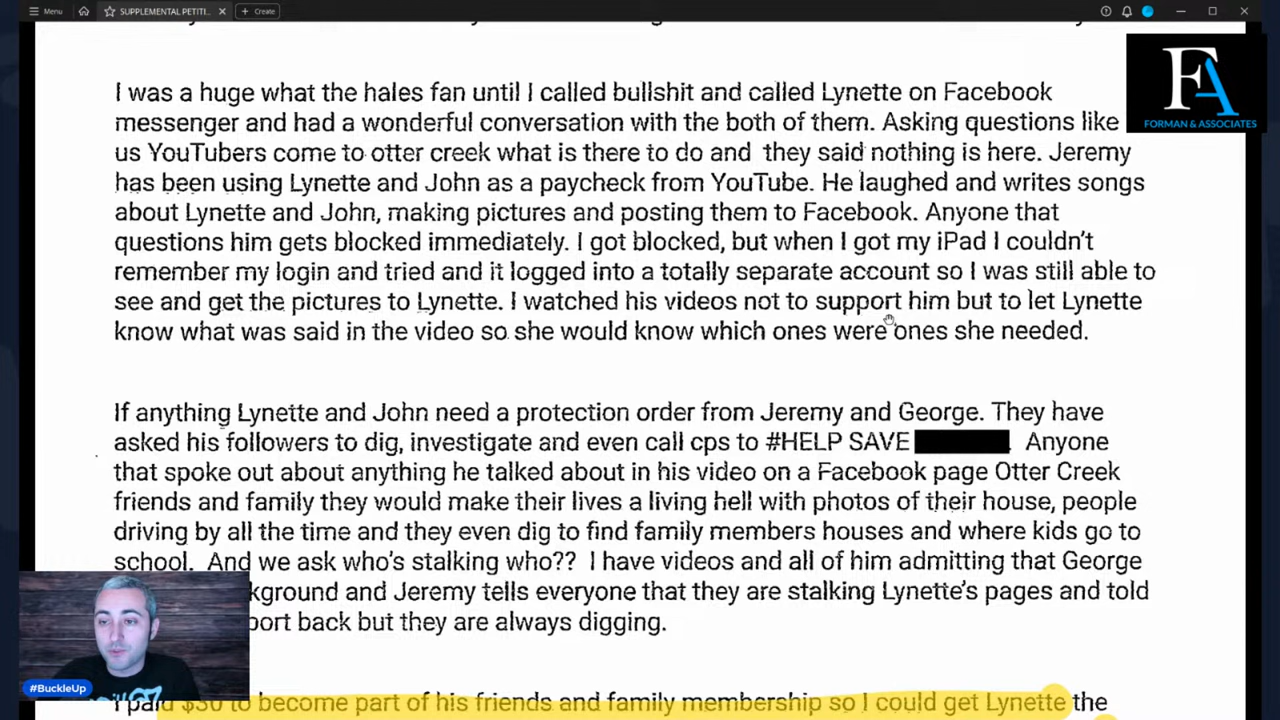 Menu
SUPPLEMENTAL PETITI...
Create
FA
FORMAN & ASSOCIATES
I was a huge what the hales fan until I called bullshit and called Lynette on Facebook
messenger and had a wonderful conversation with the both of them. Asking questions like
us YouTubers come to otter creek what is there to do and they said nothing is here. Jeremy
has been using Lynette and John as a paycheck from YouTube. He laughed and writes songs
about Lynette and John, making pictures and posting them to Facebook. Anyone that
questions him gets blocked immediately. I got blocked, but when I got my iPad I couldn't
remember my login and tried and it logged into a totally separate account so I was still able to
see and get the pictures to Lynette. I watched his videos not to support him but to let Lynette
know what was said in the video so she would know which ones were ones she needed.
If anything Lynette and John need a protection order from Jeremy and George. They have
asked his followers to dig, investigate and even call cps to #HELP SAVE . Anyone
that spoke out about anything he talked about in his video on a Facebook page Otter Creek
friends and family they would make their lives a living hell with photos of their house, people
driving by all the time and they even dig to find family members houses and where kids go to
school. And we ask who's stalking who?? I have videos and all of him admitting that George
kground and Jeremy tells everyone that they are stalking Lynette's pages and told
port back but they are always digging.
#BuckleUp
I paid $30 to become part of his friends and family membership so I could get Lynette the